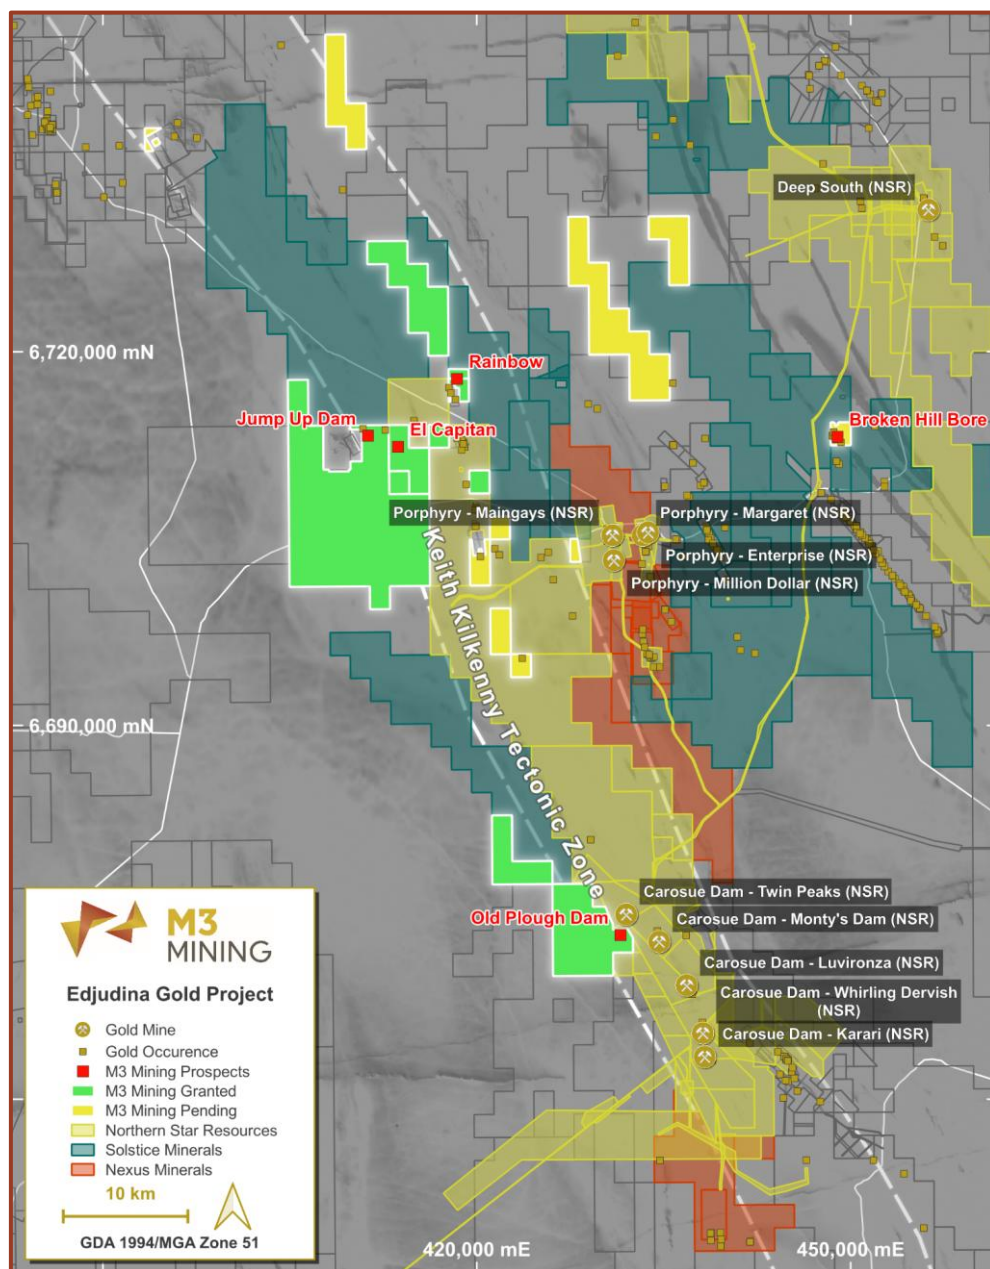 Deep South (NSR)
6,720,000 mN
Rainbow
Jump Up Dam
El Capitan
Broken Hill Bore
Porphyry - Maingays (NSR)
Porphyry - Margaret (NSR)
Porphyry - Enterprise (NSR)
Porphyry - Million Dollar (NSR)
Keith Kilkenny Tectonic Zone
6,690,000 mN
Carosue Dam - Twin Peaks (NSR)
Old Plough Dam
Carosue Dam - Monty's Dam (NSR)
Carosue Dam - Luvironza (NSR)
Carosue Dam - Whirling Dervish
(NSR)
Carosue Dam - Karari (NSR)
M3
MINING
Edjudina Gold Project
Gold Mine
Gold Occurence
M3 Mining Prospects
M3 Mining Granted
M3 Mining Pending
Northern Star Resources
Solstice Minerals
Nexus Minerals
10 km
GDA 1994/MGA Zone 51
420,000 mE
450,000 mE